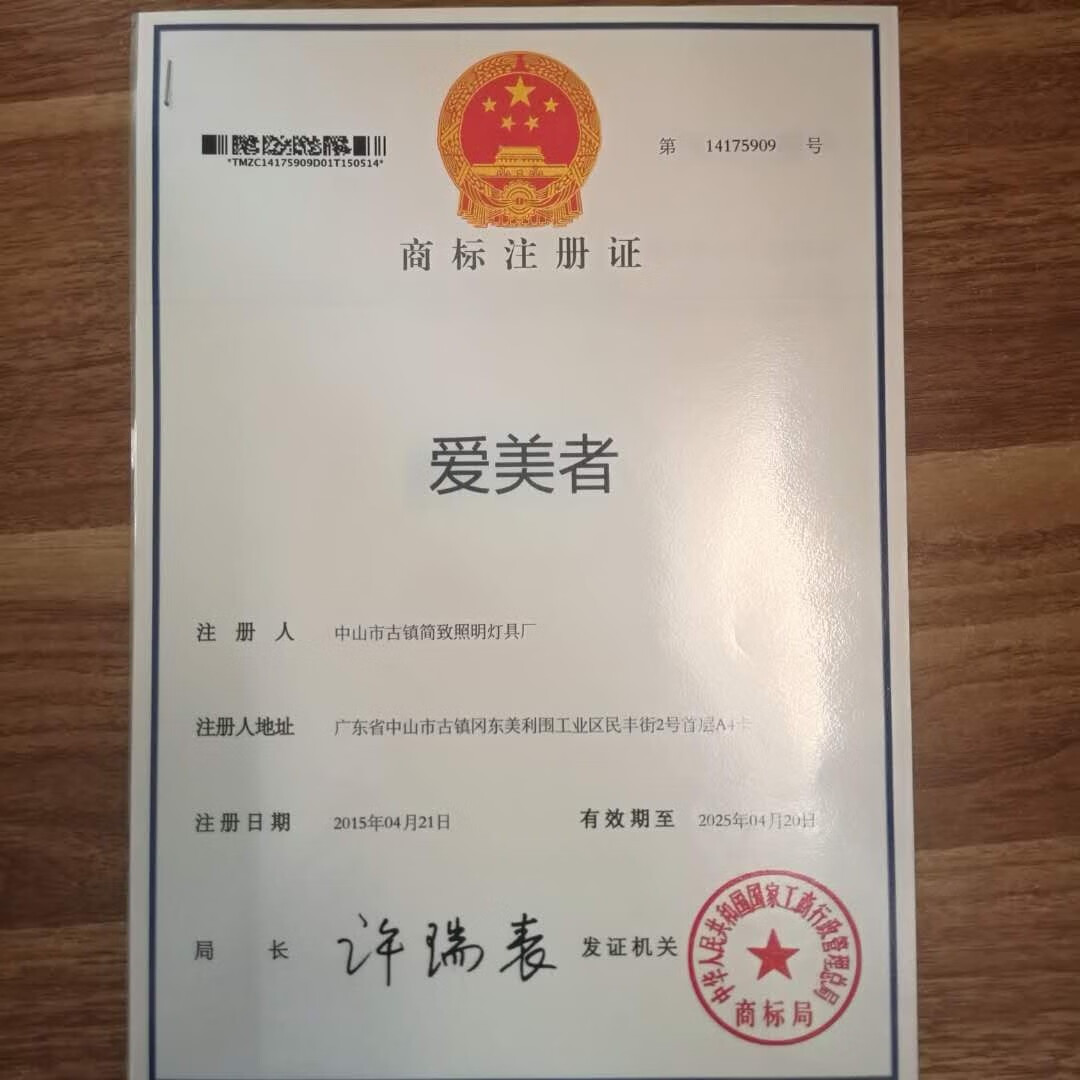 第 14175909 号
*TMZC14175909D01T150514*
商标注册证
爱美者
注册人 中山市古镇简致照明灯具厂
注册人地址 广东省中山市古镇冈东美利围工业区民丰街2号首层A4卡
注册日期 2015年04月21日 有效期至 2025年04月20日
局长 许瑞表 发证机关
中华人民共和国国家工商行政管理总局
商标局